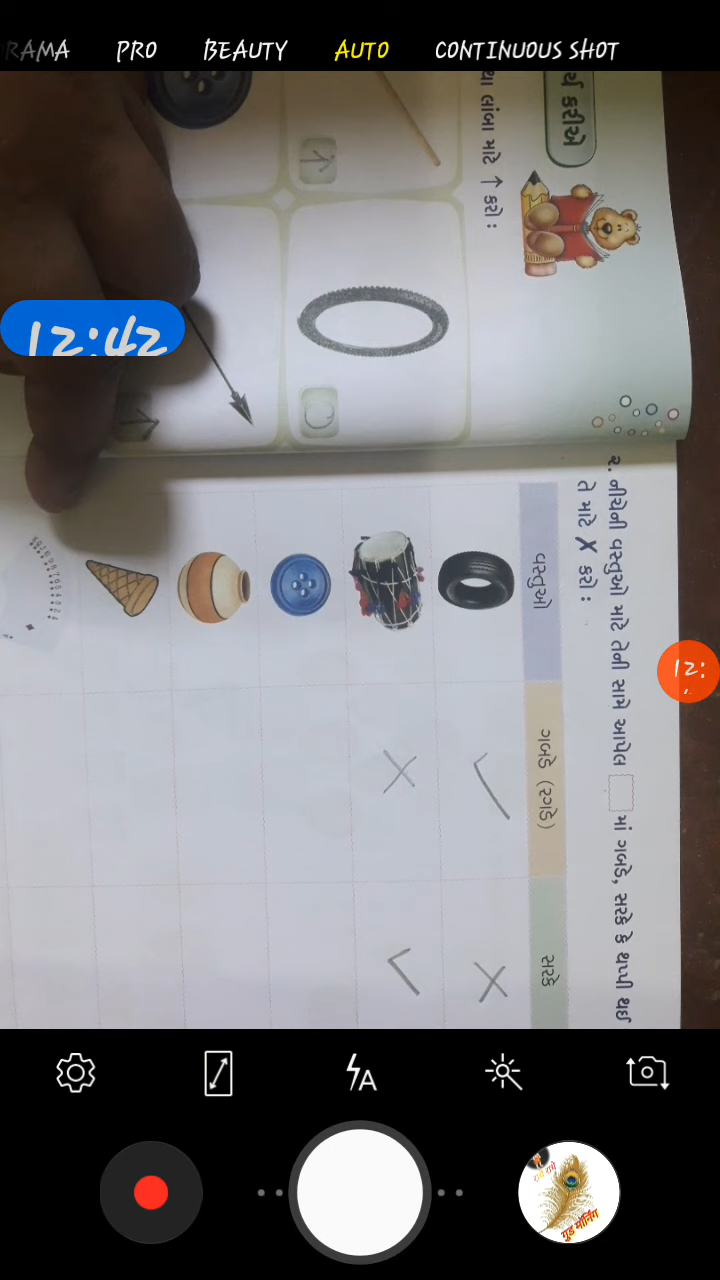 RAMA PRO BEAUTY AUTO CONTINUOUS SHOT
ર્ય કરીએ
થા લાંબા માટે ↑ કરો :
12:42
12:
૨. નીચેની વસ્તુઓ માટે તેની સામે આપેલ □ માં ગબડે, સરકે કે થાપી થઈ
તે માટે X કરો :
વસ્તુઓ ગબડે (રગડે) સરકે
✓ X
X ✓
A
राधे राधे
गुड मॉर्निंग